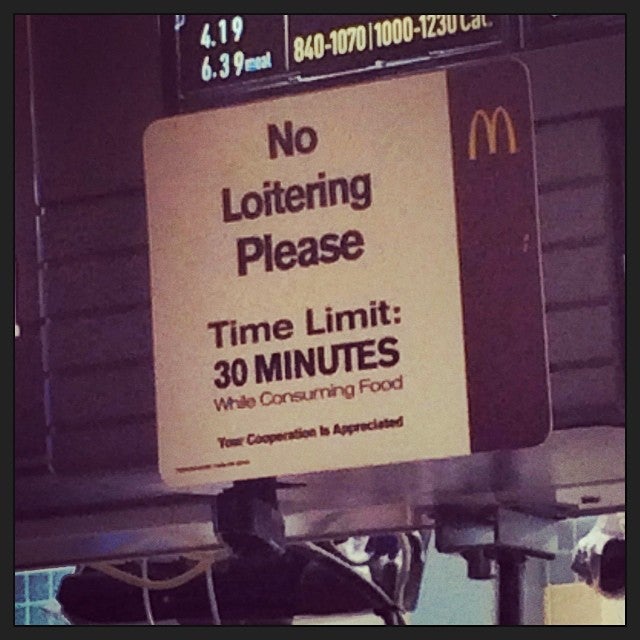 4.19
6.39 meal
840-1070|1000-1230 Cal.
No
Loitering
Please
Time Limit:
30 MINUTES
While Consuming Food
Your Cooperation Is Appreciated